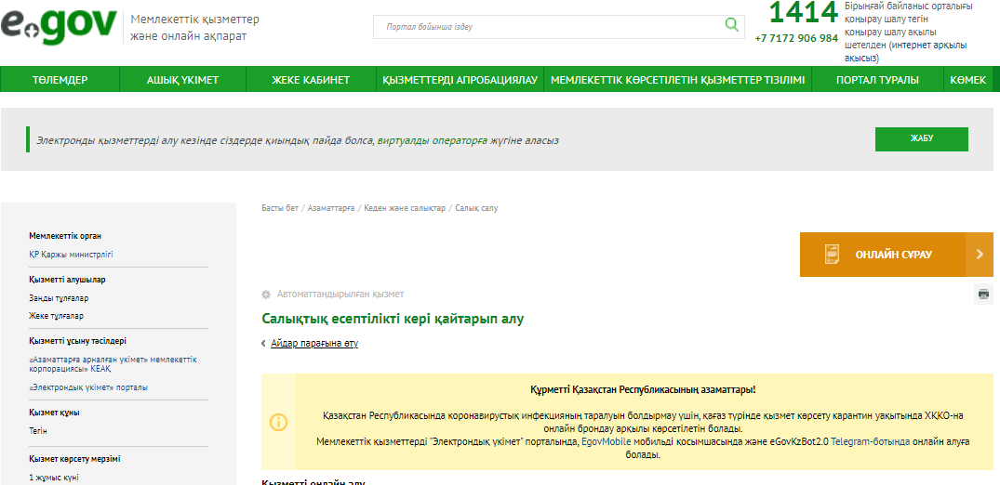 e.gov
Мемлекеттік қызметтер
және онлайн ақпарат
Портал бойынша іздеу
1414
+7 7172 906 984
Бірыңғай байланыс орталығы
қоңырау шалу тегін
қоңырау шалу ақылы
шетелден (интернет арқылы
ақысыз)
ТӨЛЕМДЕР
АШЫҚ ҮКІМЕТ
ЖЕКЕ КАБИНЕТ
ҚЫЗМЕТТЕРДІ АПРОБАЦИЯЛАУ
МЕМЛЕКЕТТІК КӨРСЕТІЛЕТІН ҚЫЗМЕТТЕР ТІЗІЛІМІ
ПОРТАЛ ТУРАЛЫ
КӨМЕК
Электронды қызметтерді алу кезінде сіздерде қиындық пайда болса, виртуалды операторға жүгіне аласыз
ЖАБУ
Мемлекеттік орган
ҚР Қаржы министрлігі
Қызметті алушылар
Заңды тұлғалар
Жеке тұлғалар
Қызметті ұсыну тәсілдері
«Азаматтарға арналған үкімет» мемлекеттік
корпорациясы» КЕАҚ
«Электрондық үкімет» порталы
Қызмет құны
Тегін
Қызмет көрсету мерзімі
1 жұмыс күні
Басты бет / Азаматтарға / Кеден және салықтар / Салық салу
ОНЛАЙН СҰРАУ
Автоматтандырылған қызмет
Салықтық есептілікті кері қайтарып алу
Айдар парағына өту
Құрметті Қазақстан Республикасының азаматтары!
Қазақстан Республикасында коронавирустық инфекцияның таралуын болдырмау үшін, қағаз түрінде қызмет көрсету карантин уақытында ХҚКО-на
онлайн брондау арқылы көрсетілетін болады.
Мемлекеттік қызметтерді "Электрондық үкімет" порталында, EgovMobile мобильді қосымшасында және eGovKzBot2.0 Telegram-ботында онлайн алуға
болады.
Қызметті онлайн алу